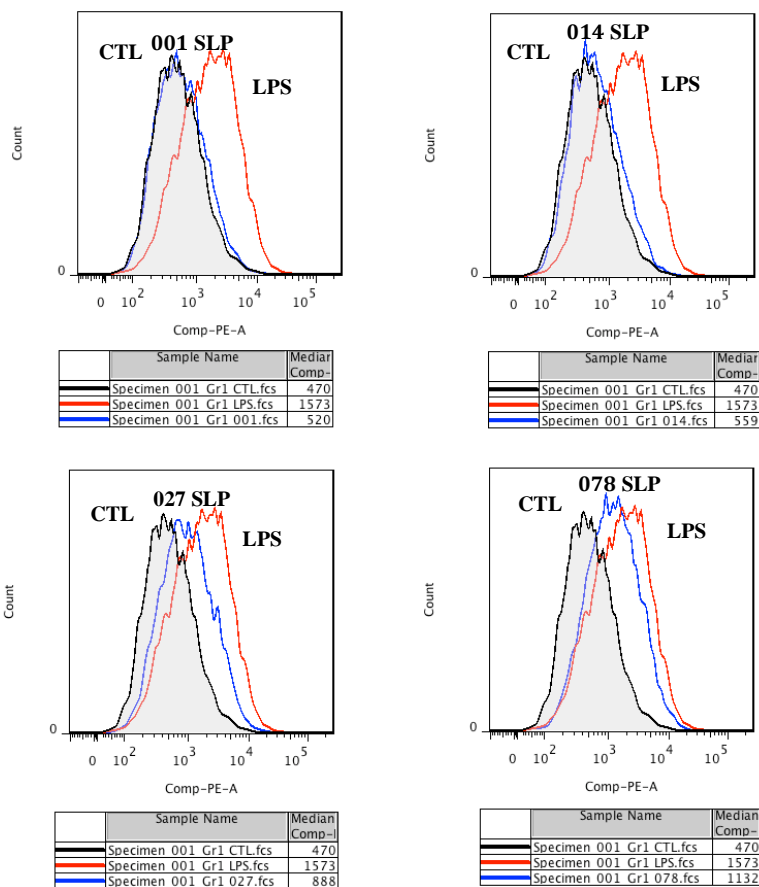 CTL 001 SLP
LPS
Count
0
0 10^2 10^3 10^4 10^5
Comp-PE-A
Sample Name Median
Comp-
Specimen_001_Gr1 CTL.fcs 470
Specimen_001_Gr1 LPS.fcs 1573
Specimen_001_Gr1 001.fcs 520
CTL 014 SLP
LPS
Count
0
0 10^2 10^3 10^4 10^5
Comp-PE-A
Sample Name Median
Comp-
Specimen_001_Gr1 CTL.fcs 470
Specimen_001_Gr1 LPS.fcs 1573
Specimen_001_Gr1 014.fcs 559
CTL 027 SLP
LPS
Count
0
0 10^2 10^3 10^4 10^5
Comp-PE-A
Sample Name Median
Comp-
Specimen_001_Gr1 CTL.fcs 470
Specimen_001_Gr1 LPS.fcs 1573
Specimen_001_Gr1 027.fcs 888
CTL 078 SLP
LPS
Count
0
0 10^2 10^3 10^4 10^5
Comp-PE-A
Sample Name Median
Comp-
Specimen_001_Gr1 CTL.fcs 470
Specimen_001_Gr1 LPS.fcs 1573
Specimen_001_Gr1 078.fcs 1132